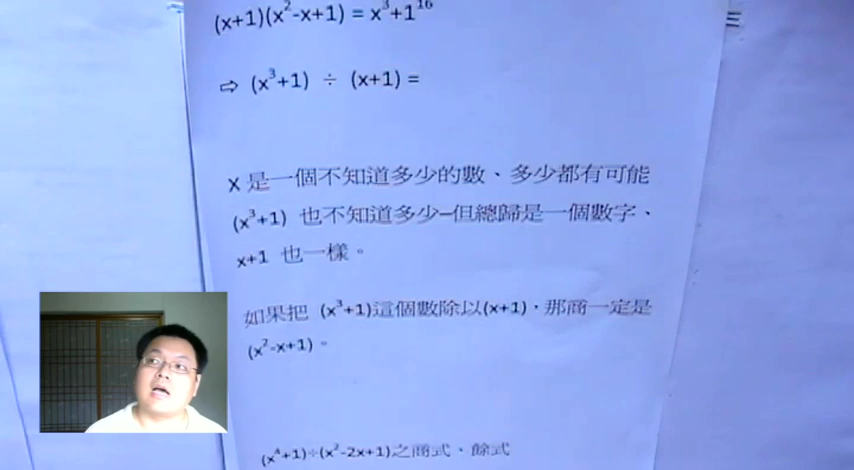 (x+1)(x²-x+1) = x³+1¹⁶
⇨ (x³+1) ÷ (x+1) =
x 是一個不知道多少的數、多少都有可能
(x³+1) 也不知道多少─但總歸是一個數字、
x+1 也一樣。
如果把 (x³+1)這個數除以(x+1)，那商一定是
(x²-x+1)。
(x⁴+1)÷(x²-2x+1)之商式、餘式